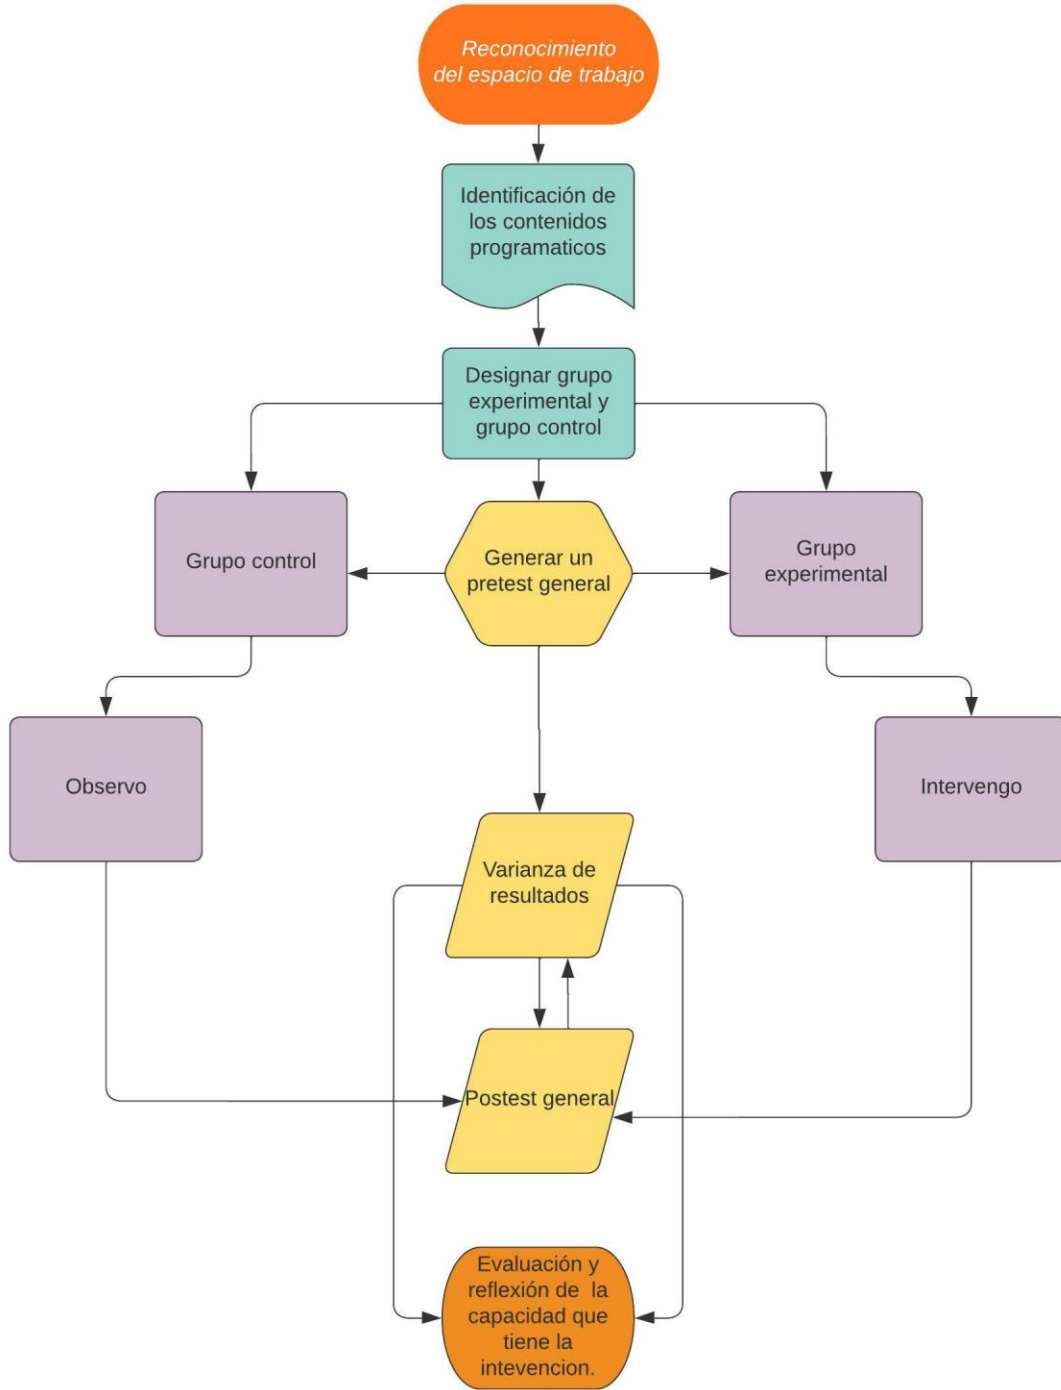 Reconocimiento
del espacio de trabajo
Identificación de
los contenidos
programaticos
Designar grupo
experimental y
grupo control
Grupo control
Generar un
pretest general
Grupo
experimental
Observo
Intervengo
Varianza de
resultados
Postest general
Evaluación y
reflexión de la
capacidad que
tiene la
intevencion.